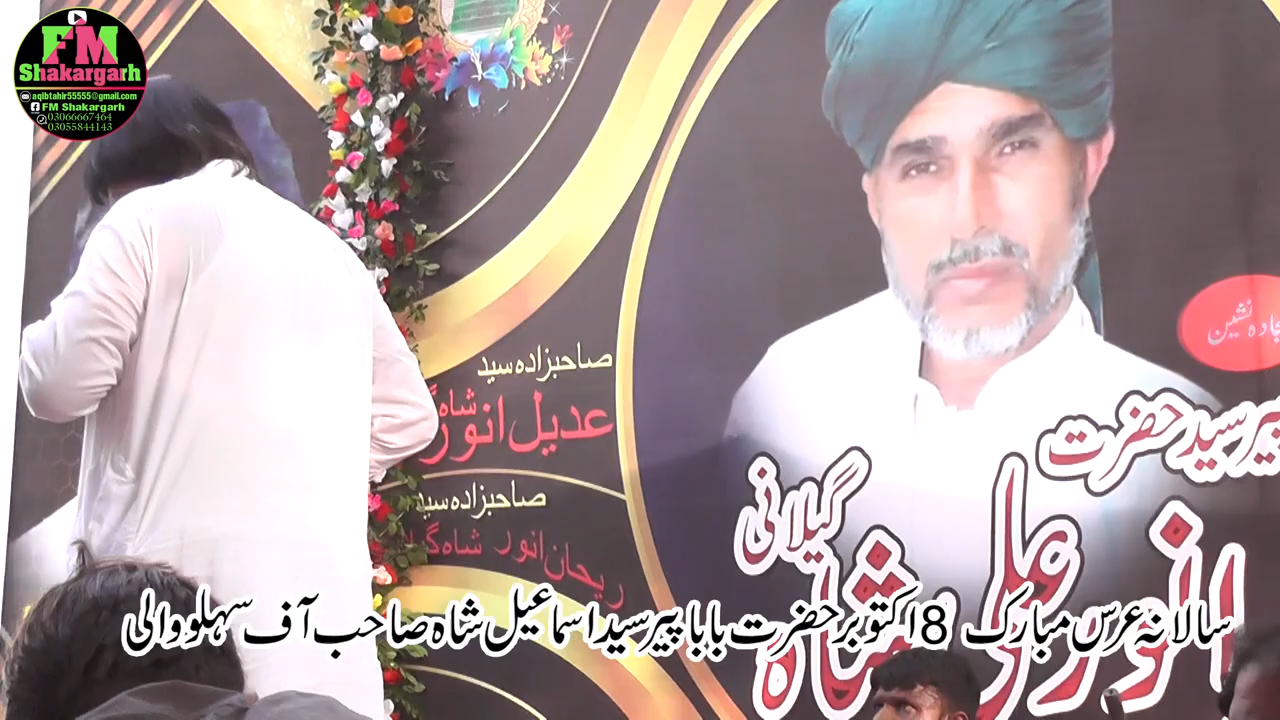 FM
Shakargarh
aqibtahir55555@gmail.com
FM Shakargarh
03066667464
03055844143
صاحبزادہ سید
عدیل انور شاہ
صاحبزادہ سید
ریحان انور شاہ
نشین
پیر سید حضرت
انور علی شاہ گیلانی
سالانہ عرس مبارک 8 اکتوبر حضرت بابا پیر سید اسماعیل شاہ صاحب آف سہلووالی